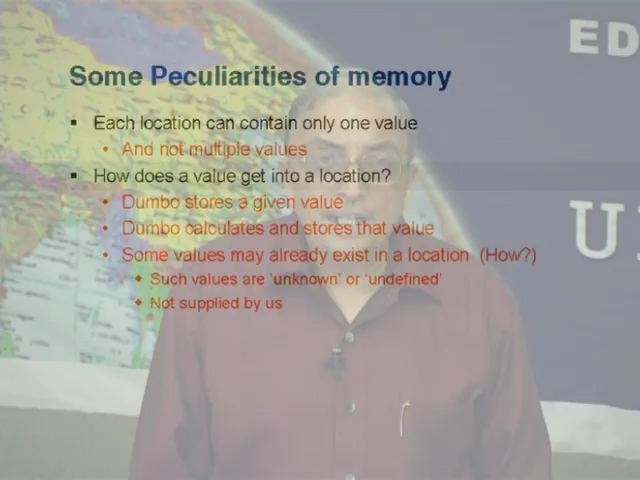 ED
Some Peculiarities of memory
▪ Each location can contain only one value
• And not multiple values
▪ How does a value get into a location?
• Dumbo stores a given value
• Dumbo calculates and stores that value
• Some values may already exist in a location (How?)
◆ Such values are 'unknown' or 'undefined'
◆ Not supplied by us